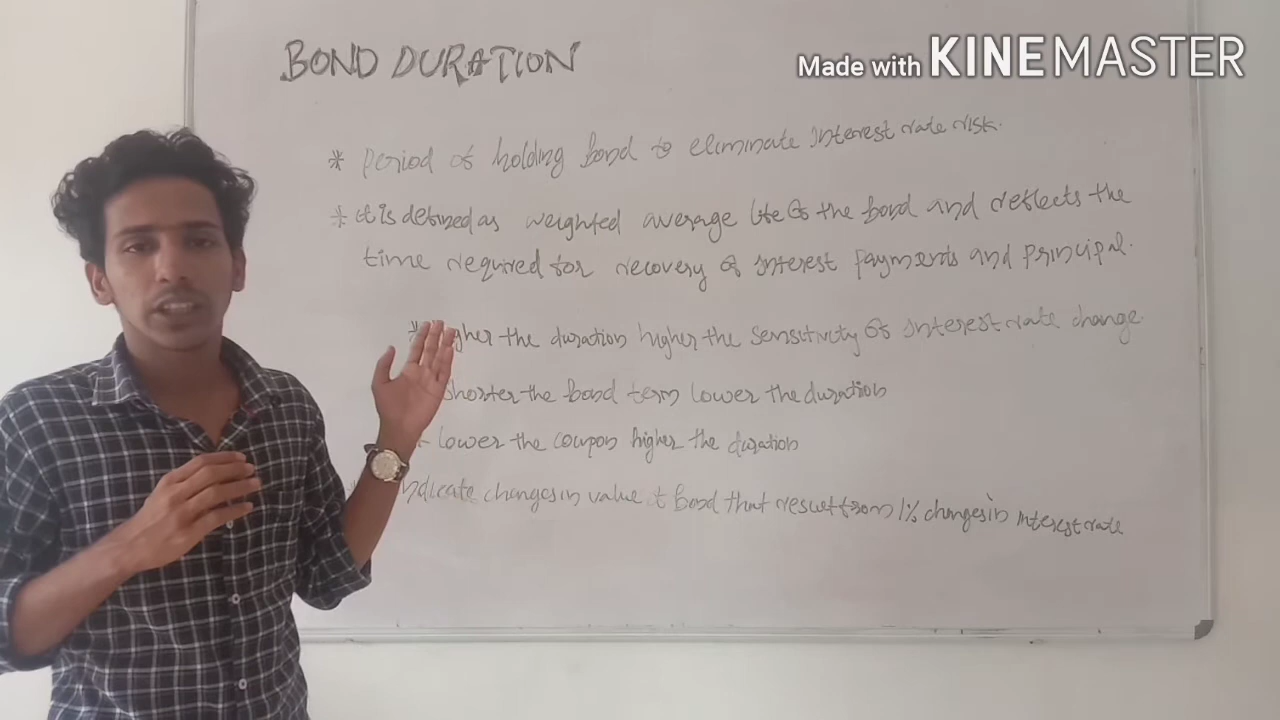 BOND DURATION
Made with KINEMASTER
* Period of holding bond to eliminate interest rate risk.
* it is defined as weighted average life of the bond and reflects the
time required for recovery of interest payments and principal.
* Higher the duration higher the sensitivity of interest rate change.
shorter the bond term lower the duration
lower the coupon higher the duration
indicate changes in value of bond that result from 1% changes in interest rate